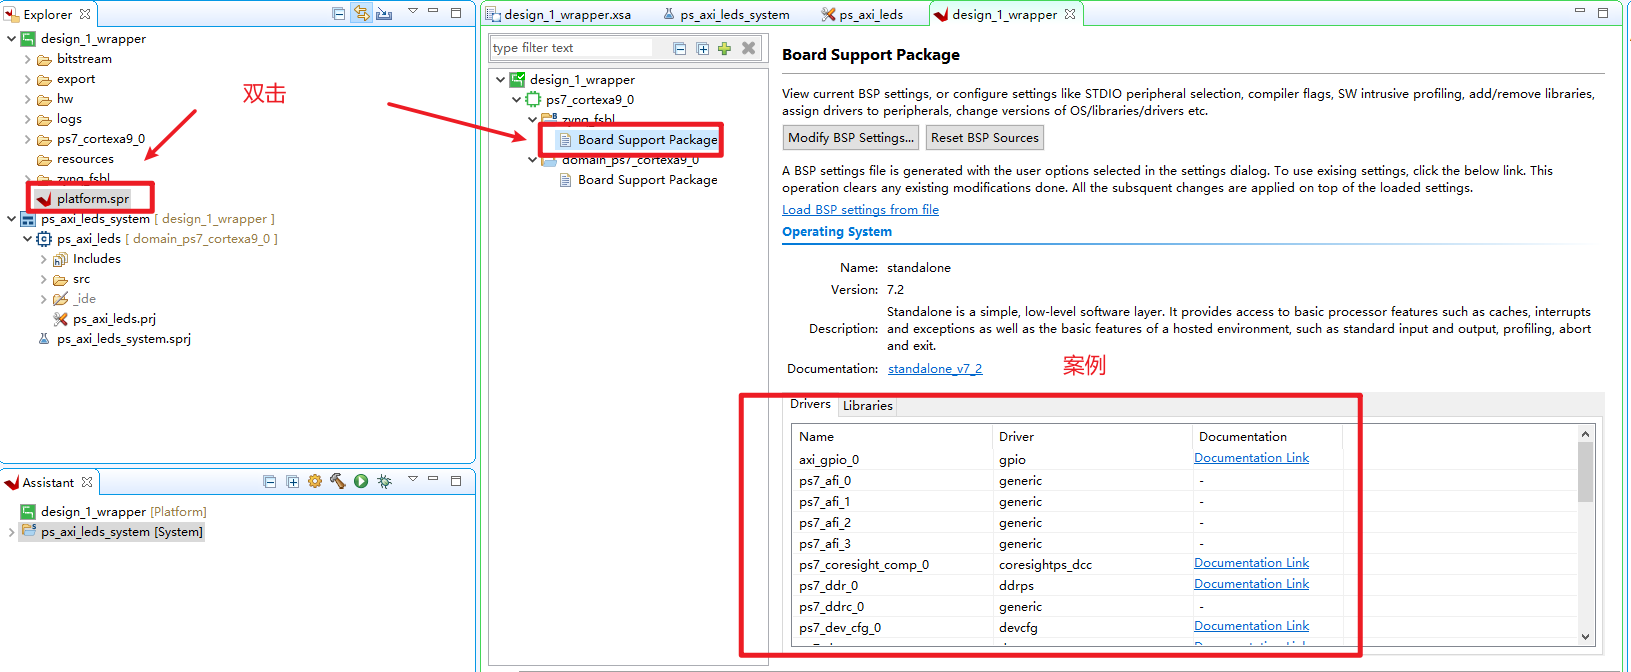 Explorer
design_1_wrapper
bitstream
export
hw
logs
ps7_cortexa9_0
resources
zynq_fsbl
platform.spr
ps_axi_leds_system [ design_1_wrapper ]
ps_axi_leds [ domain_ps7_cortexa9_0 ]
Includes
src
_ide
ps_axi_leds.prj
ps_axi_leds_system.sprj
双击
Assistant
design_1_wrapper [Platform]
ps_axi_leds_system [System]
design_1_wrapper.xsa
ps_axi_leds_system
ps_axi_leds
design_1_wrapper
type filter text
design_1_wrapper
ps7_cortexa9_0
zynq_fsbl
Board Support Package
domain_ps7_cortexa9_0
Board Support Package
Board Support Package
View current BSP settings, or configure settings like STDIO peripheral selection, compiler flags, SW intrusive profiling, add/remove libraries,
assign drivers to peripherals, change versions of OS/libraries/drivers etc.
Modify BSP Settings... Reset BSP Sources
A BSP settings file is generated with the user options selected in the settings dialog. To use exising settings, click the below link. This
operation clears any existing modifications done. All the subsquent changes are applied on top of the loaded settings.
Load BSP settings from file
Operating System
Name: standalone
Version: 7.2
Description: Standalone is a simple, low-level software layer. It provides access to basic processor features such as caches, interrupts
and exceptions as well as the basic features of a hosted environment, such as standard input and output, profiling, abort
and exit.
Documentation: standalone_v7_2
案例
Drivers Libraries
Name Driver Documentation
axi_gpio_0 gpio Documentation Link
ps7_afi_0 generic -
ps7_afi_1 generic -
ps7_afi_2 generic -
ps7_afi_3 generic -
ps7_coresight_comp_0 coresightps_dcc Documentation Link
ps7_ddr_0 ddrps Documentation Link
ps7_ddrc_0 generic -
ps7_dev_cfg_0 devcfg Documentation Link